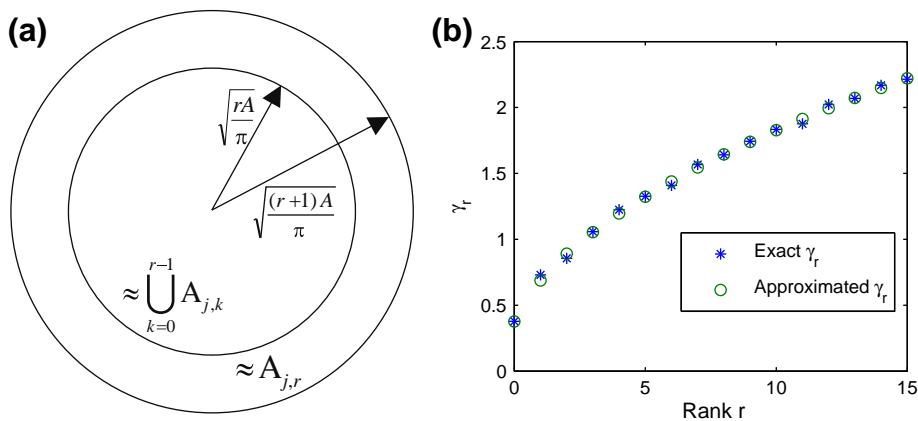 (a)
√(rA/π)
√((r+1)A/π)
≈ ⋃_{k=0}^{r−1} A_{j,k}
≈ A_{j,r}
(b)
2.5
2
1.5
1
0.5
0
γ_r
Exact γ_r
Approximated γ_r
0 5 10 15
Rank r